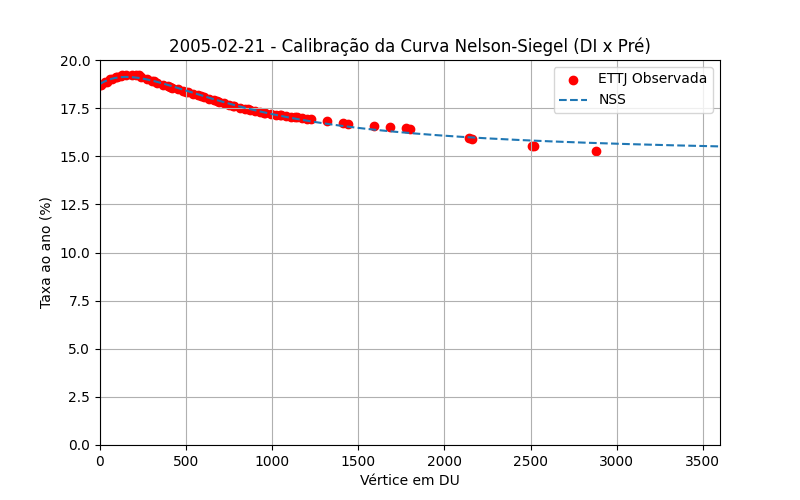 2005-02-21 - Calibração da Curva Nelson-Siegel (DI x Pré)
ETTJ Observada
NSS
Taxa ao ano (%)
20.0
17.5
15.0
12.5
10.0
7.5
5.0
2.5
0.0
0 500 1000 1500 2000 2500 3000 3500
Vértice em DU